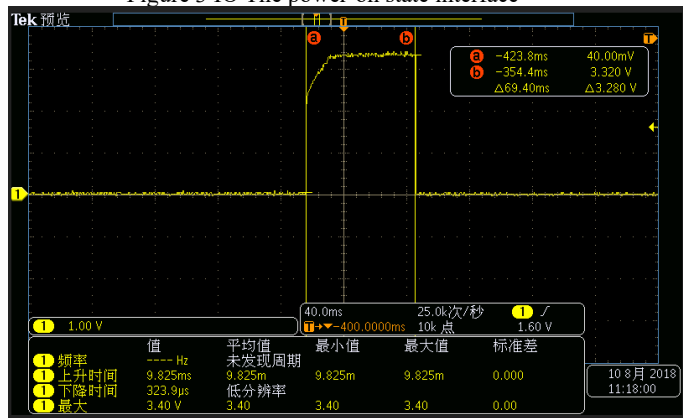 Figure 3 IO The power on state interface
Tek 预览
a b
a -423.8ms 40.00mV
b -354.4ms 3.320 V
△69.40ms △3.280 V
1
1 1.00 V
40.0ms 25.0k次/秒 1 /
T→▼-400.0000ms 10k 点 1.60 V
值 平均值 最小值 最大值 标准差
1 频率 ---- Hz 未发现周期
1 上升时间 9.825ms 9.825m 9.825m 9.825m 0.000
1 下降时间 323.9µs 低分辨率
1 最大 3.40 V 3.40 3.40 3.40 0.00
10 8月 2018
11:18:00